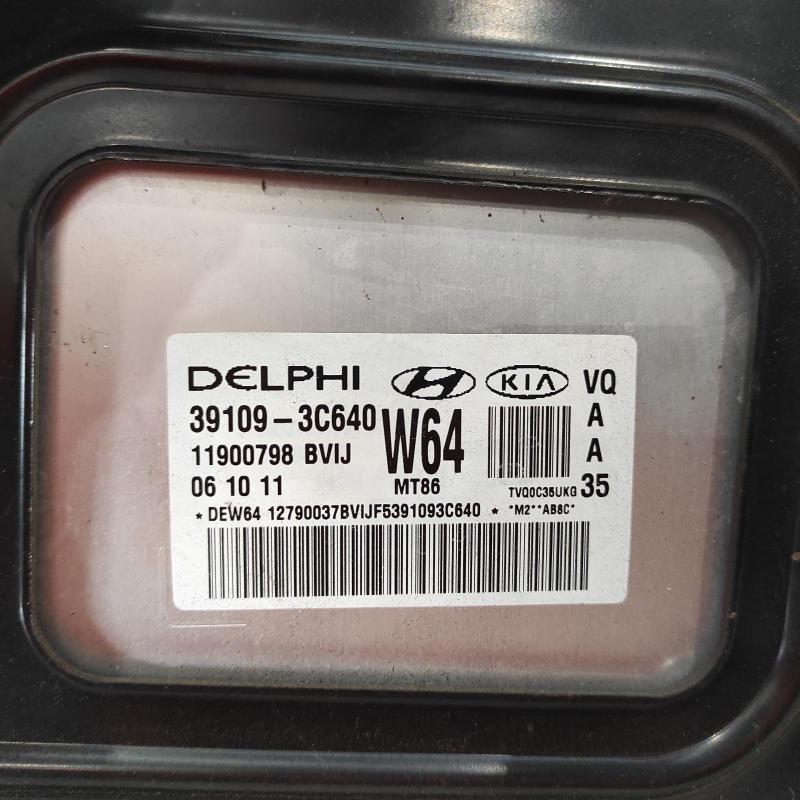 DELPHI H KIA VQ
39109-3C640 W64 A
11900798 BVIJ A
06 10 11 MT86 TVQ0C35UKG 35
* DEW64 12790037BVIJF5391093C640 * *M2**AB8C*